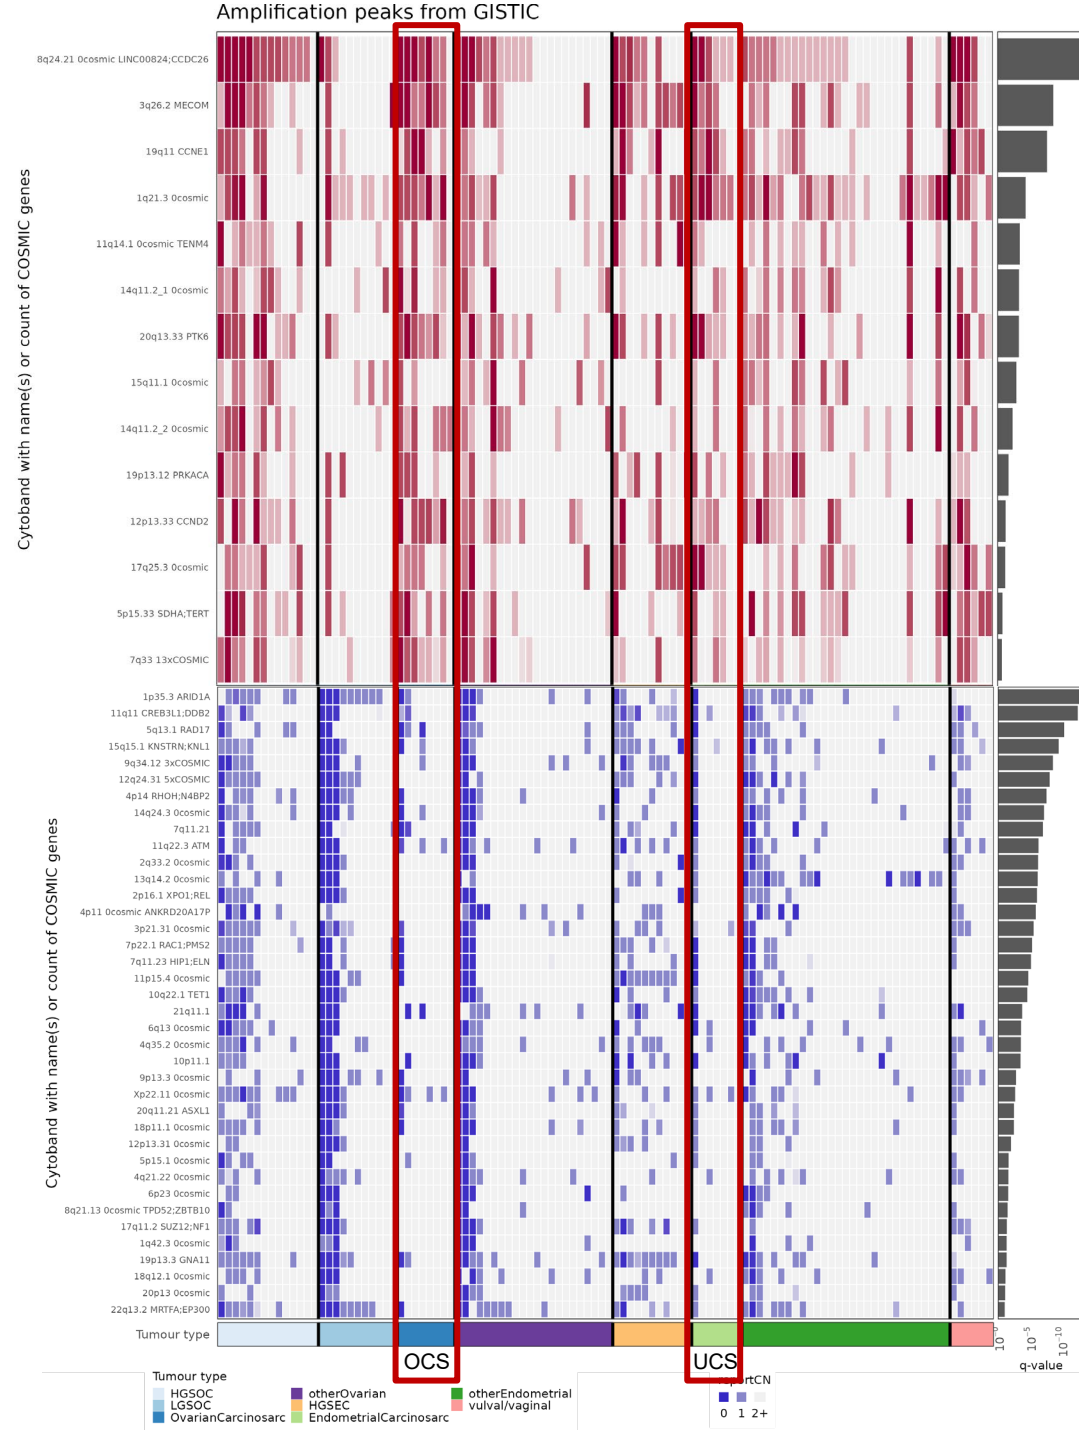 Amplification peaks from GISTIC
Cytoband with name(s) or count of COSMIC genes
8q24.21 0cosmic LINC00824;CCDC26
3q26.2 MECOM
19q11 CCNE1
1q21.3 0cosmic
11q14.1 0cosmic TENM4
14q11.2_1 0cosmic
20q13.33 PTK6
15q11.1 0cosmic
14q11.2_2 0cosmic
19p13.12 PRKACA
12p13.33 CCND2
17q25.3 0cosmic
5p15.33 SDHA;TERT
7q33 13xCOSMIC
Cytoband with name(s) or count of COSMIC genes
1p35.3 ARID1A
11q11 CREB3L1;DDB2
5q13.1 RAD17
15q15.1 KNSTRN;KNL1
9q34.12 3xCOSMIC
12q24.31 5xCOSMIC
4p14 RHOH;N4BP2
14q24.3 0cosmic
7q11.21
11q22.3 ATM
2q33.2 0cosmic
13q14.2 0cosmic
2p16.1 XPO1;REL
4p11 0cosmic ANKRD20A17P
3p21.31 0cosmic
7p22.1 RAC1;PMS2
7q11.23 HIP1;ELN
11p15.4 0cosmic
10q22.1 TET1
21q11.1
6q13 0cosmic
4q35.2 0cosmic
10p11.1
9p13.3 0cosmic
Xp22.11 0cosmic
20q11.21 ASXL1
18p11.1 0cosmic
12p13.31 0cosmic
5p15.1 0cosmic
4q21.22 0cosmic
6p23 0cosmic
8q21.13 0cosmic TPD52;ZBTB10
17q11.2 SUZ12;NF1
1q42.3 0cosmic
19p13.3 GNA11
18q12.1 0cosmic
20p13 0cosmic
22q13.2 MRTFA;EP300
Tumour type
OCS
UCS
10⁻⁰ 10⁻⁵ 10⁻¹⁰
q-value
Tumour type
HGSOC
LGSOC
OvarianCarcinosarc
otherOvarian
HGSEC
EndometrialCarcinosarc
otherEndometrial
vulval/vaginal
0 1 2+